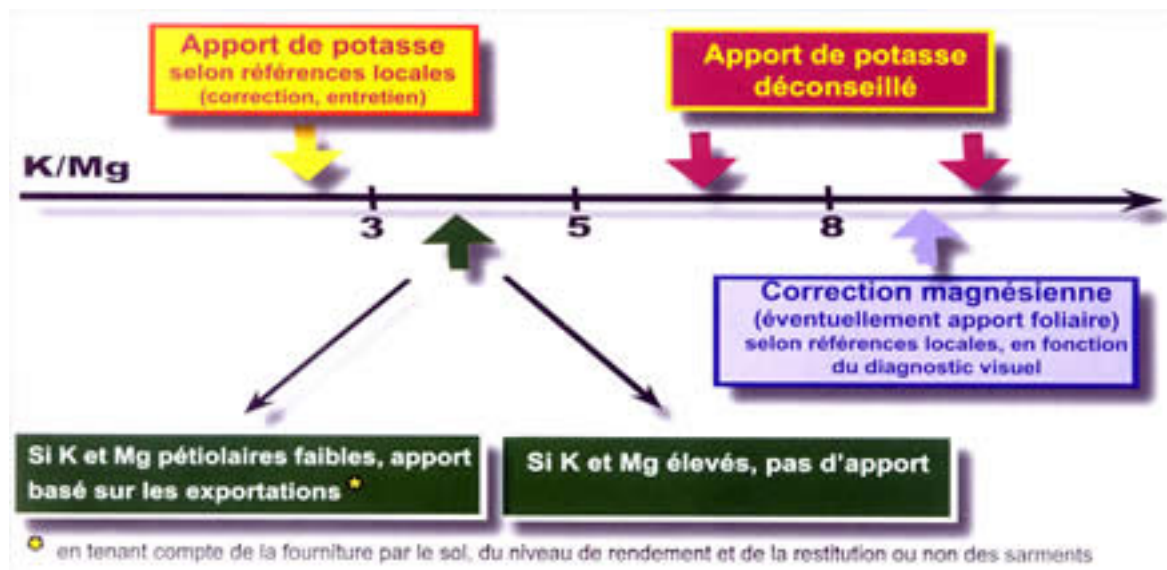 Apport de potasse
selon références locales
(correction, entretien)
Apport de potasse
déconseillé
K/Mg
3
5
8
Correction magnésienne
(éventuellement apport foliaire)
selon références locales, en fonction
du diagnostic visuel
Si K et Mg pétiolaires faibles, apport
basé sur les exportations *
Si K et Mg élevés, pas d'apport
* en tenant compte de la fourniture par le sol, du niveau de rendement et de la restitution ou non des sarments